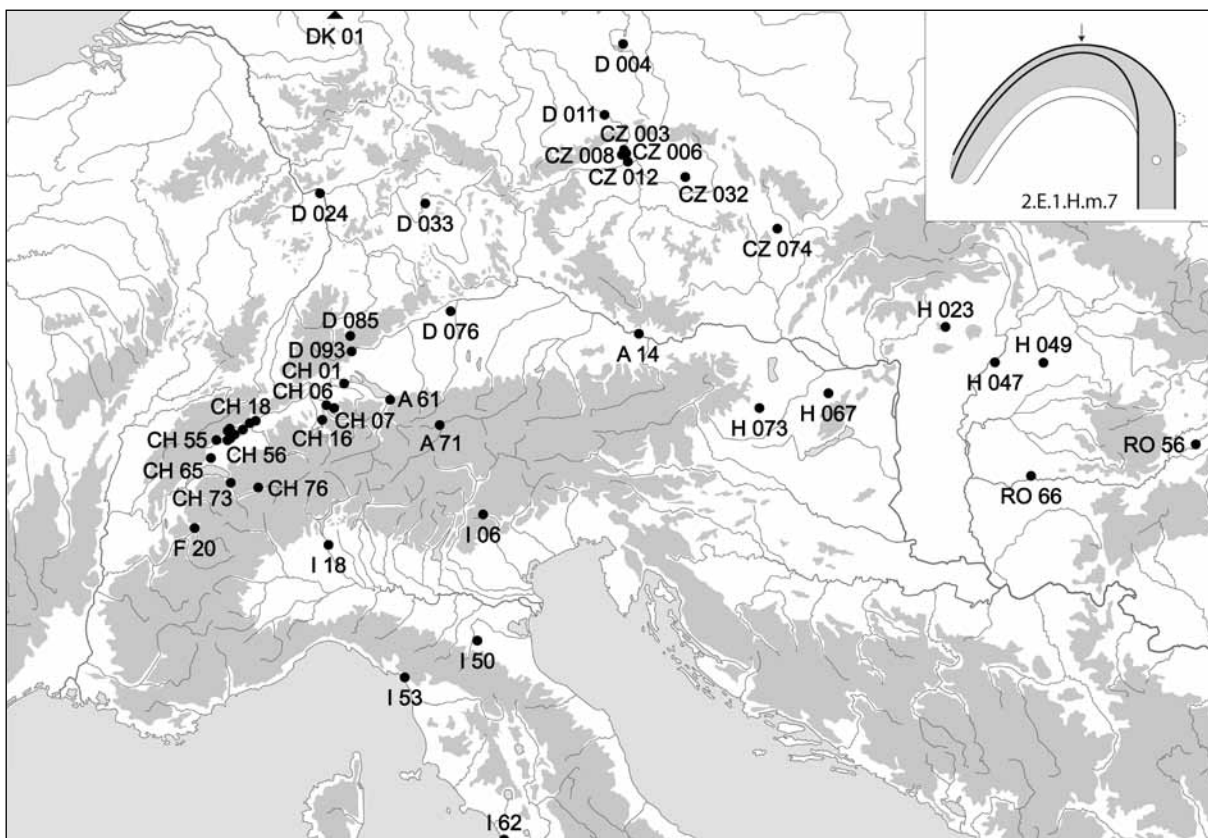 DK 01
D 004
D 011
CZ 003
CZ 008
CZ 006
CZ 012
CZ 032
2.E.1.H.m.7
D 024
D 033
CZ 074
D 085
D 076
A 14
H 023
D 093
H 049
CH 01
H 047
CH 06
A 61
H 067
CH 18
CH 07
H 073
CH 16
A 71
CH 55
CH 56
RO 56
CH 65
CH 73
CH 76
RO 66
I 06
F 20
I 18
I 50
I 53
I 62